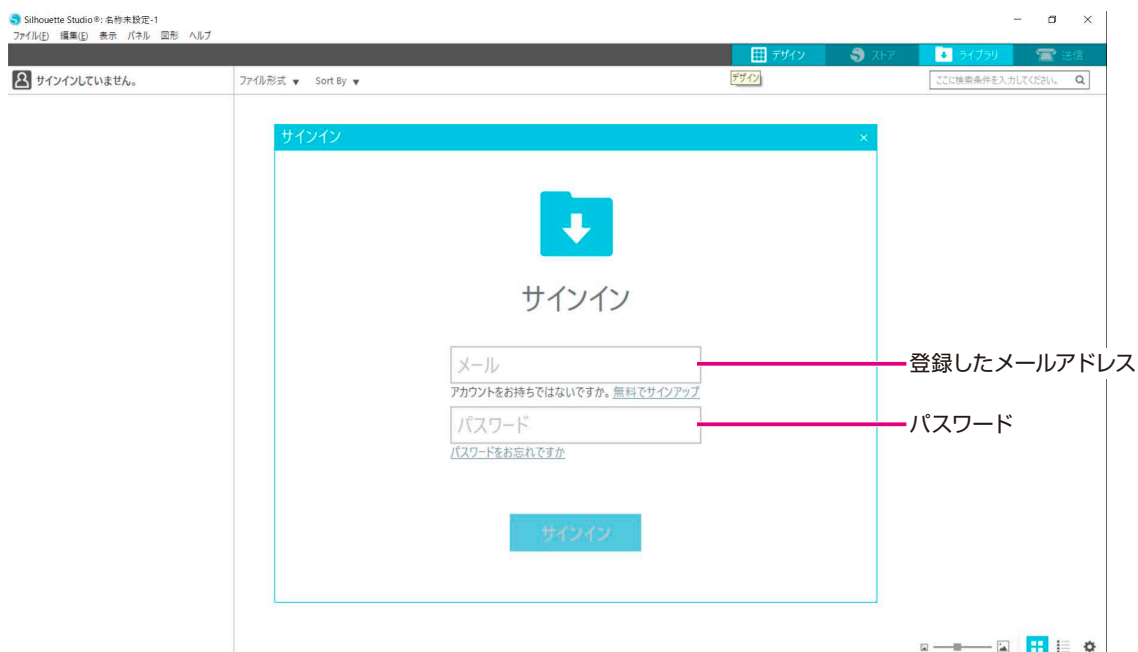 Silhouette Studio®: 名称未設定-1
ファイル(F) 編集(E) 表示 パネル 図形 ヘルプ
デザイン ストア ライブラリ 送信
サインインしていません。 ファイル形式 ▼ Sort By ▼ デザイン ここに検索条件を入力してください。
サインイン ×
サインイン
メール 登録したメールアドレス
アカウントをお持ちではないですか。無料でサインアップ
パスワード パスワード
パスワードをお忘れですか
サインイン